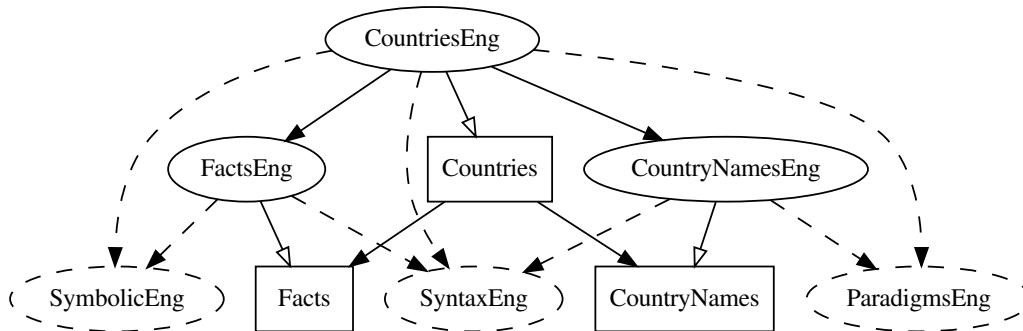 CountriesEng
FactsEng
Countries
CountryNamesEng
SymbolicEng
Facts
SyntaxEng
CountryNames
ParadigmsEng